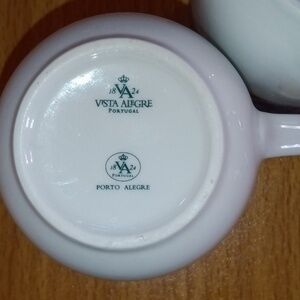 18 VA 24
VISTA ALEGRE
PORTUGAL
18 VA 24
PORTUGAL
PORTO ALEGRE